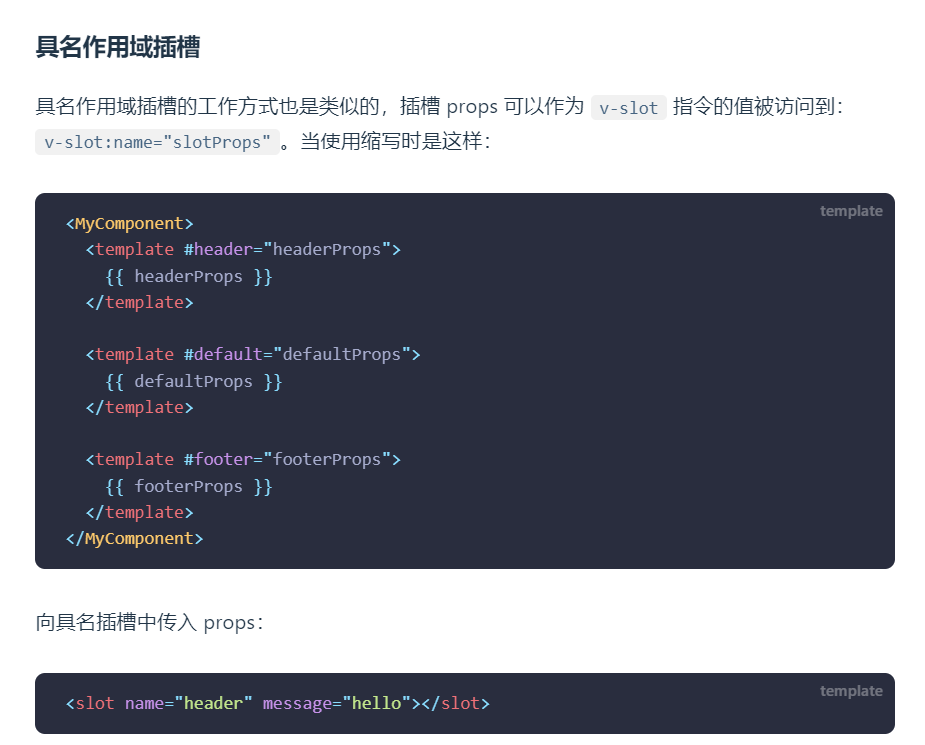 具名作用域插槽
具名作用域插槽的工作方式也是类似的，插槽 props 可以作为 v-slot 指令的值被访问到：
v-slot:name="slotProps"。当使用缩写时是这样：
template
<MyComponent>
  <template #header="headerProps">
    {{ headerProps }}
  </template>

  <template #default="defaultProps">
    {{ defaultProps }}
  </template>

  <template #footer="footerProps">
    {{ footerProps }}
  </template>
</MyComponent>
向具名插槽中传入 props：
template
<slot name="header" message="hello"></slot>